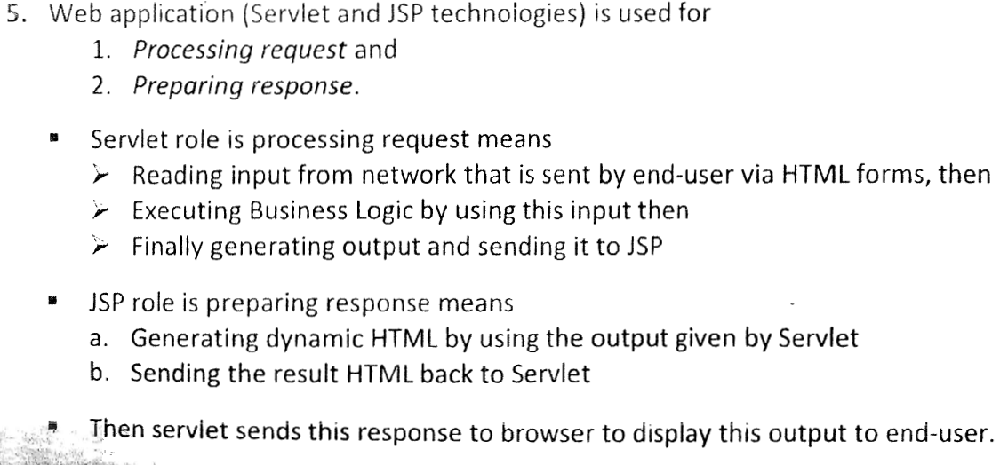 5. Web application (Servlet and JSP technologies) is used for
1. Processing request and
2. Preparing response.
▪ Servlet role is processing request means
➢ Reading input from network that is sent by end-user via HTML forms, then
➢ Executing Business Logic by using this input then
➢ Finally generating output and sending it to JSP
▪ JSP role is preparing response means
a. Generating dynamic HTML by using the output given by Servlet
b. Sending the result HTML back to Servlet
▪ Then servlet sends this response to browser to display this output to end-user.